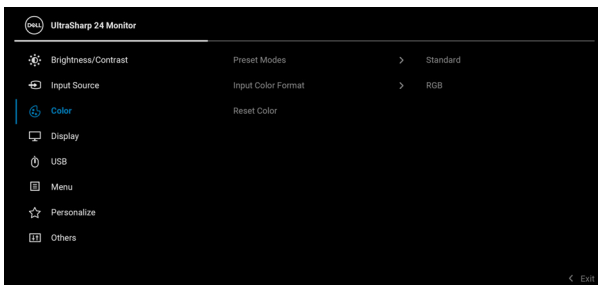 DELL UltraSharp 24 Monitor
Brightness/Contrast Preset Modes > Standard
Input Source Input Color Format > RGB
Color Reset Color
Display
USB
Menu
Personalize
Others
< Exit